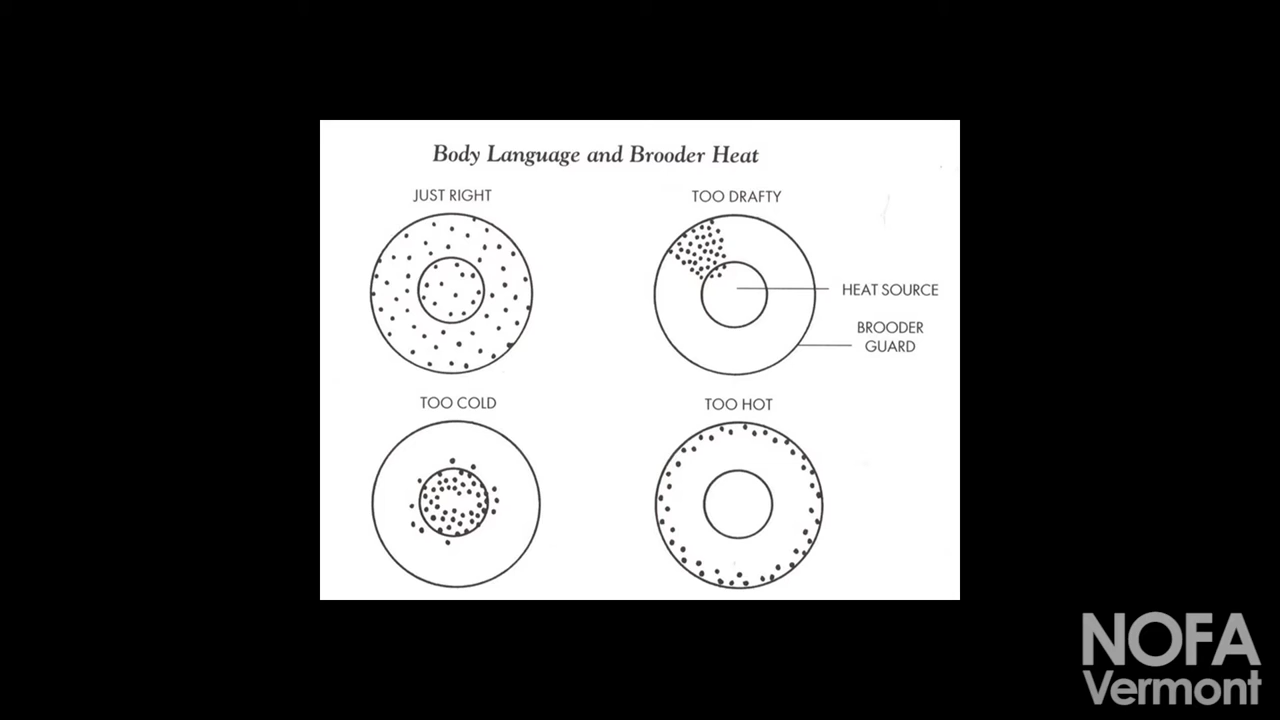 Body Language and Brooder Heat
JUST RIGHT
TOO DRAFTY
HEAT SOURCE
BROODER
GUARD
TOO COLD
TOO HOT
NOFA
Vermont